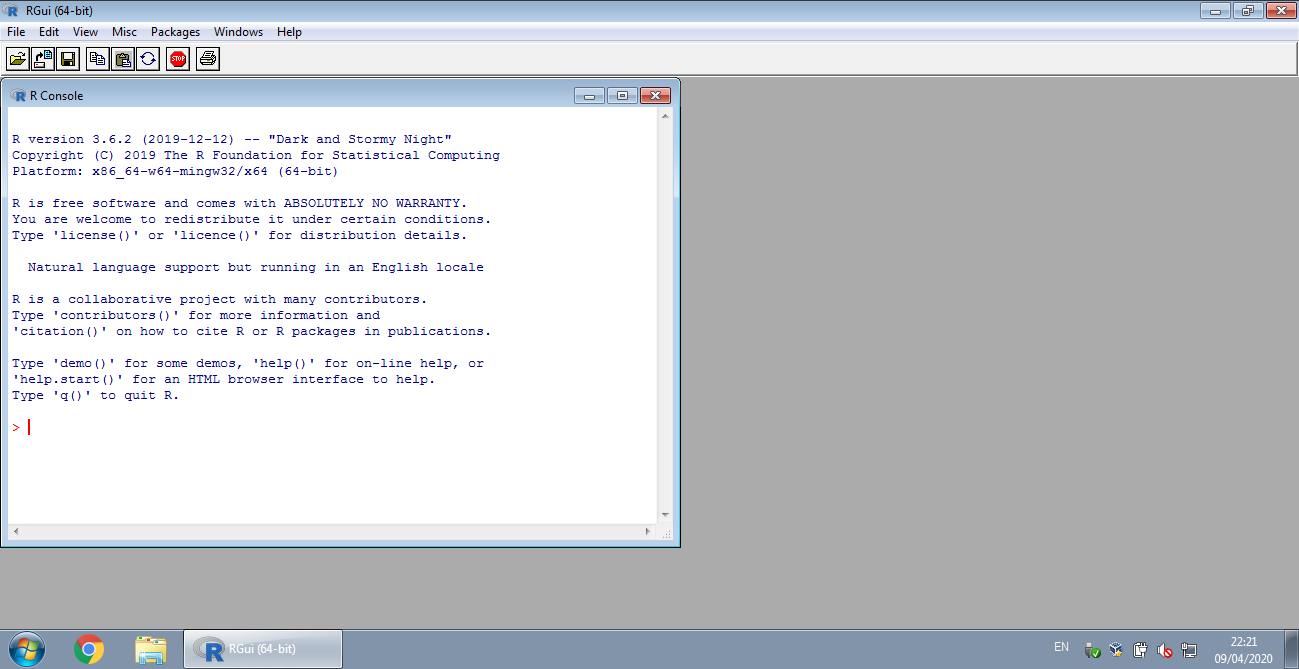 RGui (64-bit)
File Edit View Misc Packages Windows Help
STOP
R Console
R version 3.6.2 (2019-12-12) -- "Dark and Stormy Night"
Copyright (C) 2019 The R Foundation for Statistical Computing
Platform: x86_64-w64-mingw32/x64 (64-bit)
R is free software and comes with ABSOLUTELY NO WARRANTY.
You are welcome to redistribute it under certain conditions.
Type 'license()' or 'licence()' for distribution details.
Natural language support but running in an English locale
R is a collaborative project with many contributors.
Type 'contributors()' for more information and
'citation()' on how to cite R or R packages in publications.
Type 'demo()' for some demos, 'help()' for on-line help, or
'help.start()' for an HTML browser interface to help.
Type 'q()' to quit R.
>
RGui (64-bit)
EN
22:21
09/04/2020